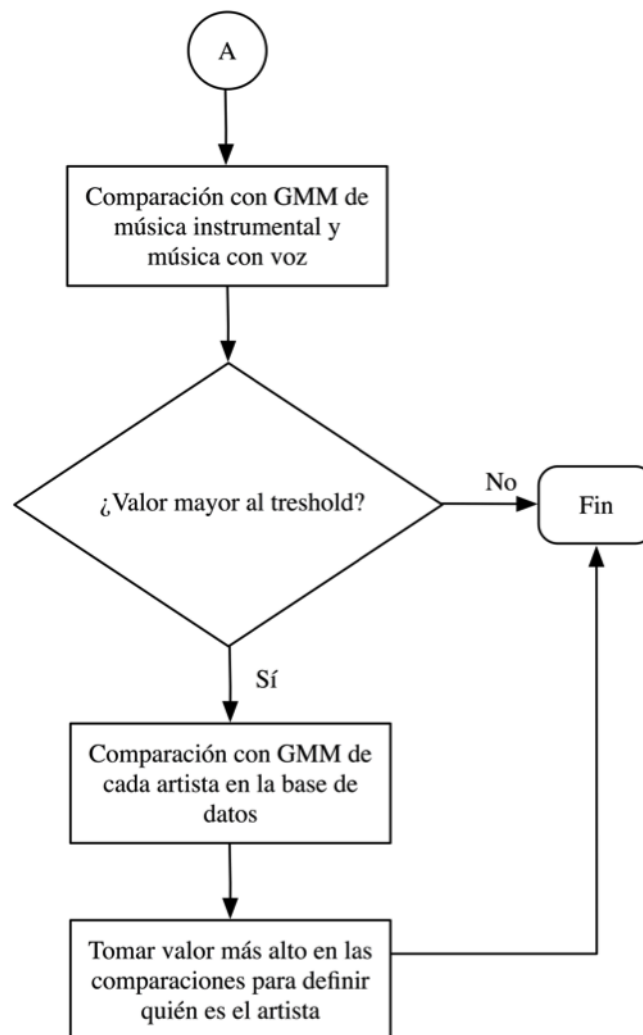 A
Comparación con GMM de
música instrumental y
música con voz
¿Valor mayor al treshold?
No
Fin
Sí
Comparación con GMM de
cada artista en la base de
datos
Tomar valor más alto en las
comparaciones para definir
quién es el artista